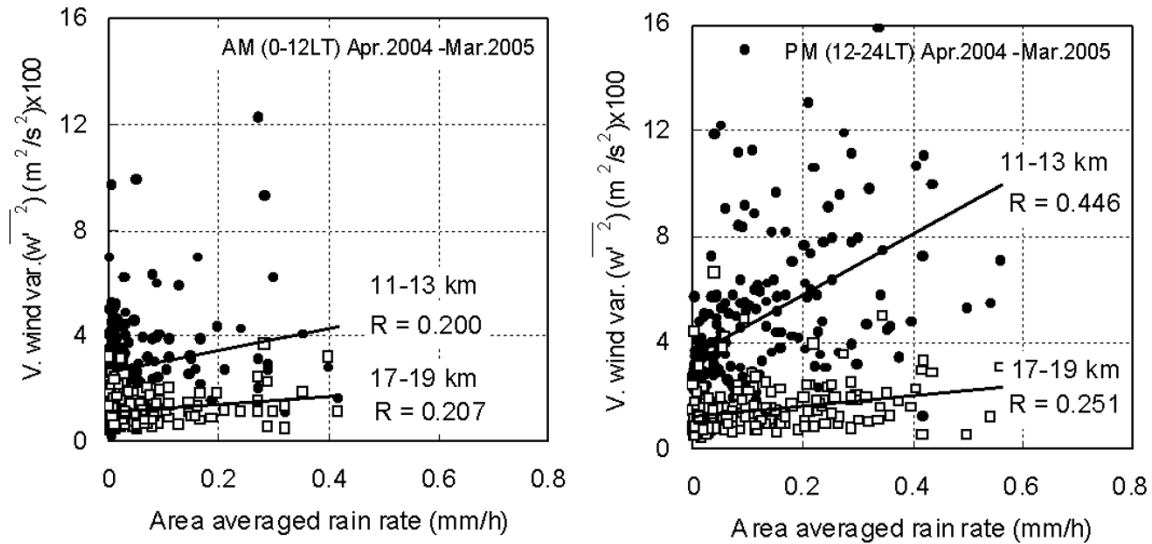 16
12
8
4
0
V. wind var.(w' ²) (m ²/s ²)x100
AM (0-12LT) Apr.2004 -Mar.2005
11-13 km
R = 0.200
17-19 km
R = 0.207
0 0.2 0.4 0.6 0.8
Area averaged rain rate (mm/h)
16
12
8
4
0
V. wind var. (w' ²) (m ²/s ²)x100
PM (12-24LT) Apr.2004 -Mar.2005
11-13 km
R = 0.446
17-19 km
R = 0.251
0 0.2 0.4 0.6 0.8
Area averaged rain rate (mm/h)